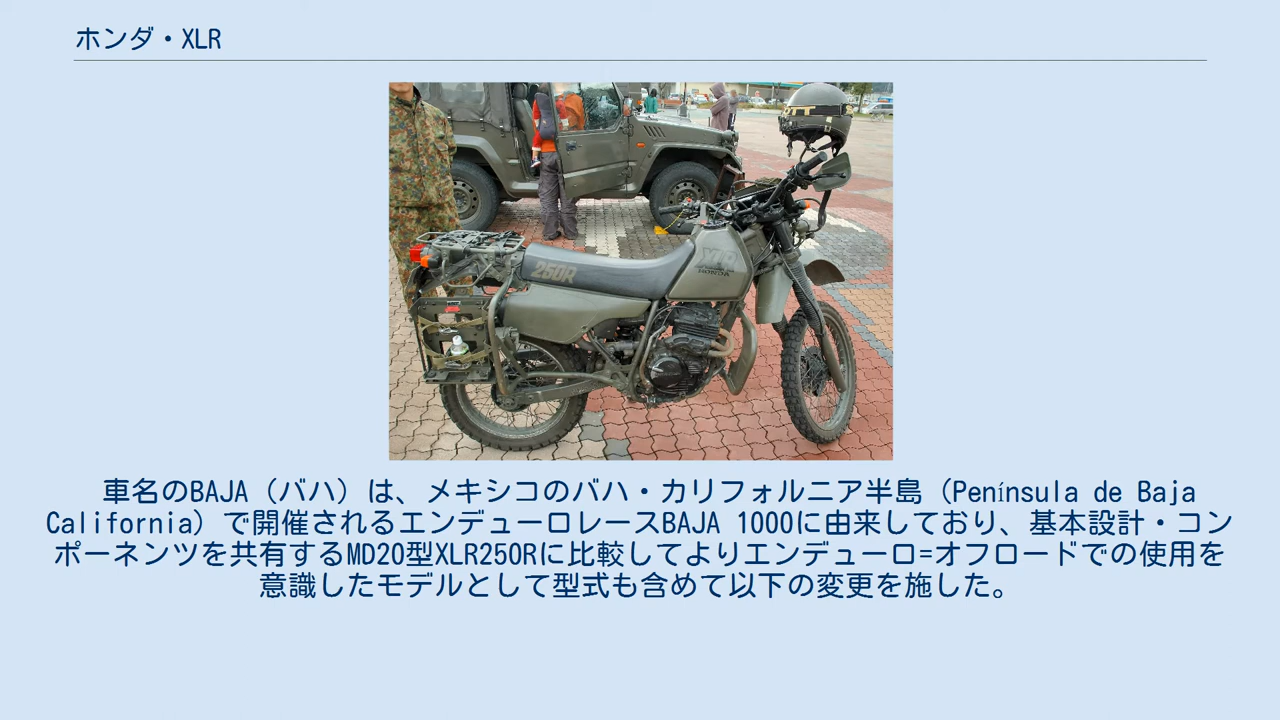 ホンダ・XLR
OTT
XLR
HONDA
250R
車名のBAJA（バハ）は、メキシコのバハ・カリフォルニア半島（Península de Baja
California）で開催されるエンデューロレースBAJA 1000に由来しており、基本設計・コン
ポーネンツを共有するMD20型XLR250Rに比較してよりエンデューロ=オフロードでの使用を
意識したモデルとして型式も含めて以下の変更を施した。